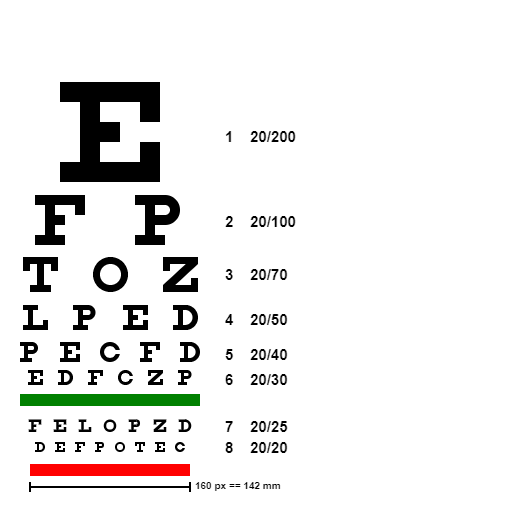 E 1 20/200
F P 2 20/100
T O Z 3 20/70
L P E D 4 20/50
P E C F D 5 20/40
E D F C Z P 6 20/30
F E L O P Z D 7 20/25
D E F P O T E C 8 20/20
160 px == 142 mm